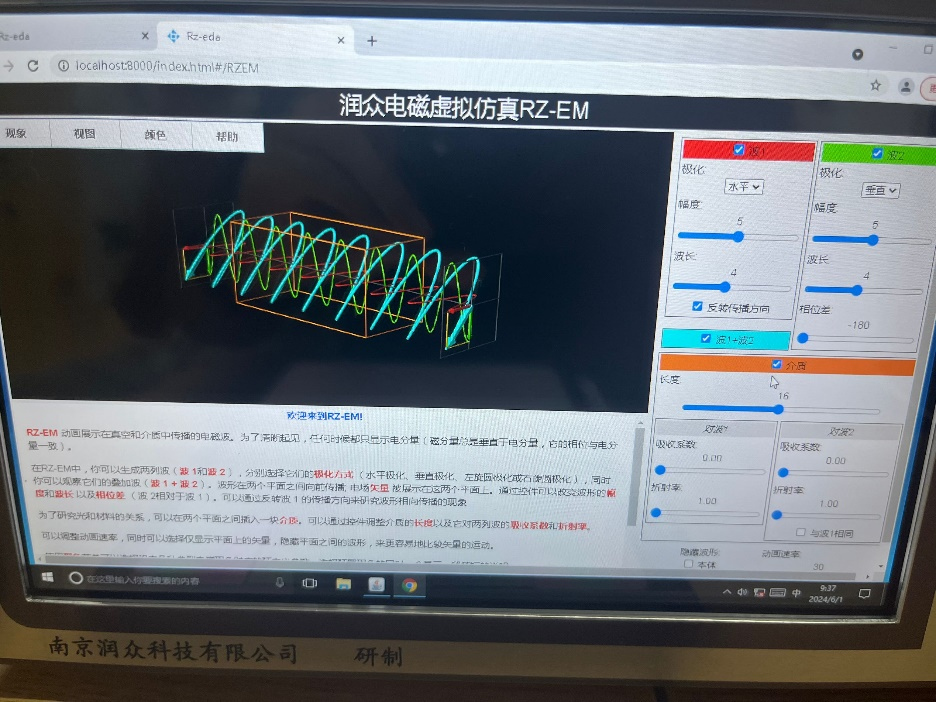 Rz-eda
Rz-eda
localhost:8000/index.html#/RZEM
润众电磁虚拟仿真RZ-EM
现象 视图 颜色 帮助
波1
极化:
水平
幅度:
5
波长:
4
反转传播方向
波2
极化:
垂直
幅度:
5
波长:
4
相位差
-180
波1+波2
介质
长度:
16
对波1
吸收系数:
0.00
折射率:
1.00
对波2
吸收系数:
0.00
折射率:
1.00
与波1相同
隐藏波形:
本体
动画速率:
30
欢迎来到RZ-EM!
RZ-EM 动画展示在真空和介质中传播的电磁波。为了清晰起见,任何时候都只显示电分量(磁分量总是垂直于电分量,它的相位与电分
量一致)。
在RZ-EM中,你可以生成两列波(波1和波2),分别选择它们的极化方式(水平极化、垂直极化、左旋圆极化或右旋圆极化),同时
你可以观察它们的叠加波(波1+波2)。波形在两个平面之间向前传播;电场矢量被展示在这两个平面上。通过控件可以改变波形的幅
度和波长以及相位差(波2相对于波1)。可以通过反转波1的传播方向来研究波形相向传播的现象
为了研究光和材料的关系,可以在两个平面之间插入一块介质。可以通过控件调整介质的长度以及它对两列波的吸收系数和折射率。
可以调整动画速率,同时可以选择仅显示平面上的矢量,隐藏平面之间的波形,来更容易地比较矢量的运动。
在这里输入你要搜索的内容
中
9:37
2024/6/1
南京润众科技有限公司 研制